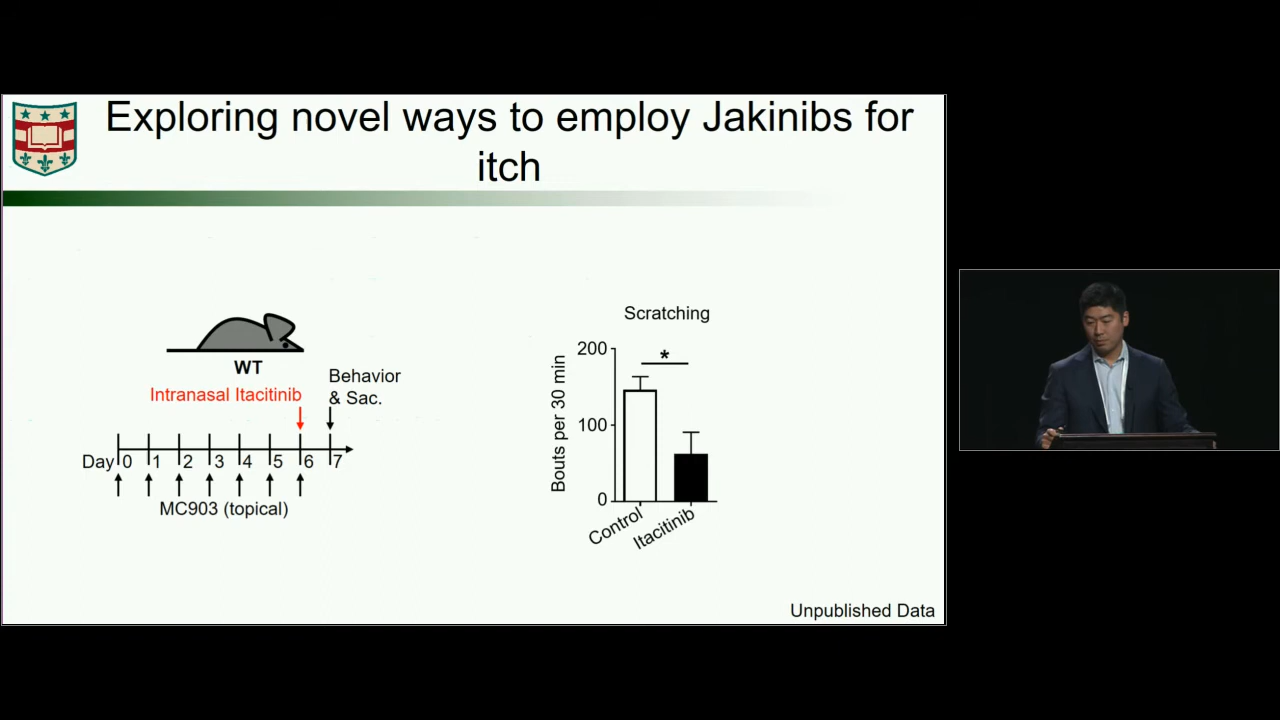 Exploring novel ways to employ Jakinibs for
itch
WT
Intranasal Itacitinib
Behavior
& Sac.
Day 0 1 2 3 4 5 6 7
MC903 (topical)
Scratching
Bouts per 30 min
200
100
0
*
Control
Itacitinib
Unpublished Data